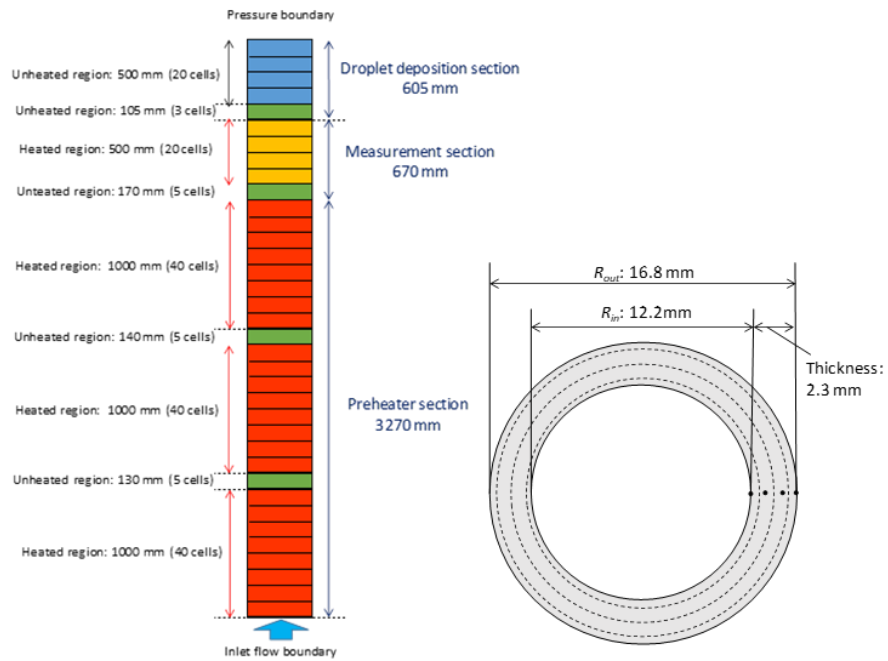 Pressure boundary
Unheated region: 500 mm (20 cells)
Droplet deposition section
605 mm
Unheated region: 105 mm (3 cells)
Heated region: 500 mm (20 cells)
Measurement section
670 mm
Unteated region: 170 mm (5 cells)
Heated region: 1000 mm (40 cells)
Unheated region: 140 mm (5 cells)
Heated region: 1000 mm (40 cells)
Preheater section
3270 mm
Unheated region: 130 mm (5 cells)
Heated region: 1000 mm (40 cells)
Inlet flow boundary
Rout: 16.8 mm
Rin: 12.2mm
Thickness:
2.3 mm